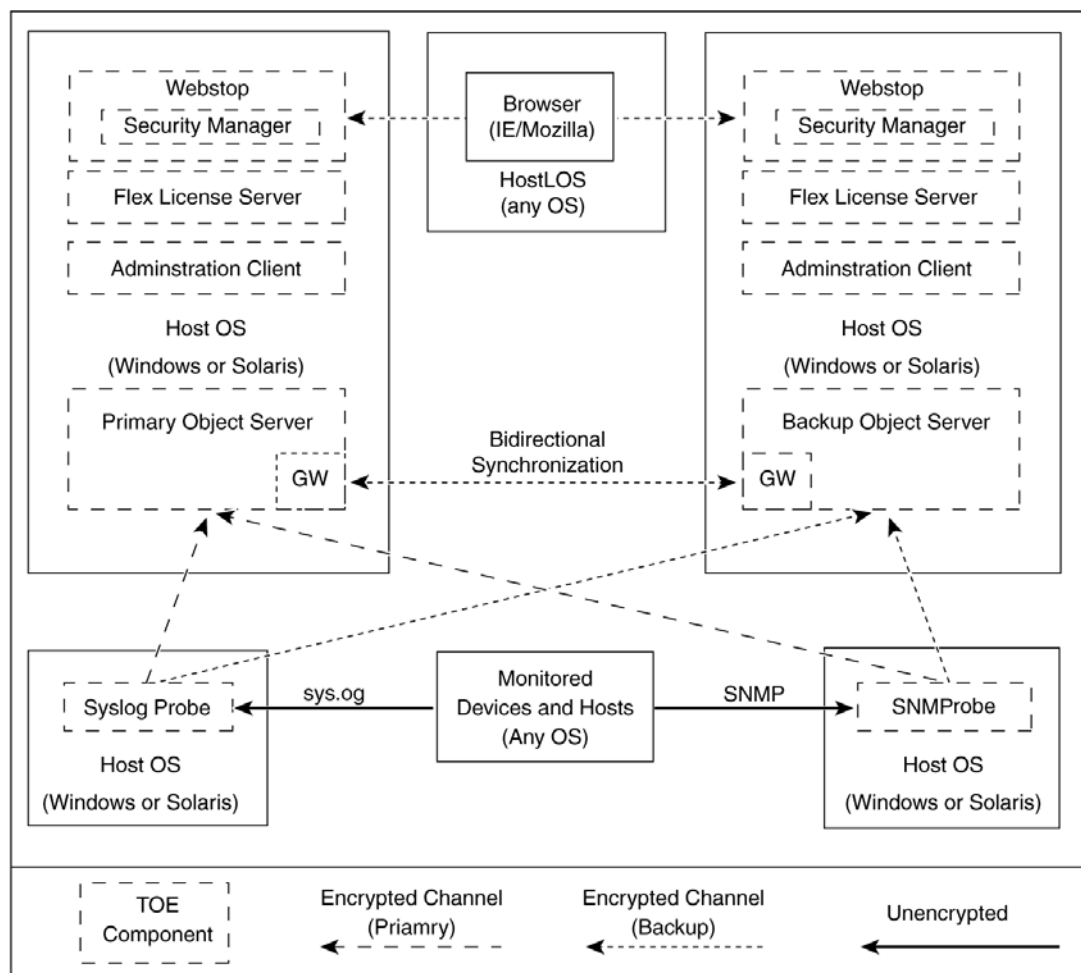 Webstop
Security Manager
Flex License Server
Adminstration Client
Host OS
(Windows or Solaris)
Primary Object Server
GW
Browser
(IE/Mozilla)
HostLOS
(any OS)
Webstop
Security Manager
Flex License Server
Adminstration Client
Host OS
(Windows or Solaris)
Backup Object Server
GW
Bidirectional
Synchronization
Syslog Probe
Host OS
(Windows or Solaris)
sys.og
Monitored
Devices and Hosts
(Any OS)
SNMP
SNMProbe
Host OS
(Windows or Solaris)
TOE
Component
Encrypted Channel
(Priamry)
Encrypted Channel
(Backup)
Unencrypted